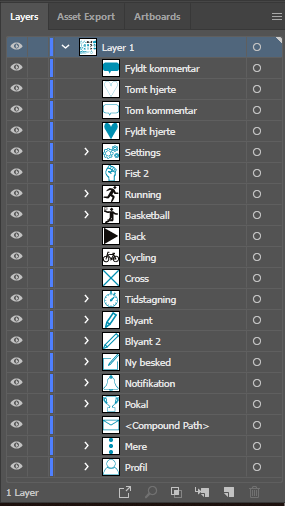 Layers Asset Export Artboards
Layer 1
Fyldt kommentar
Tomt hjerte
Tom kommentar
Fyldt hjerte
Settings
Fist 2
Running
Basketball
Back
Cycling
Cross
Tidstagning
Blyant
Blyant 2
Ny besked
Notifikation
Pokal
<Compound Path>
Mere
Profil
1 Layer